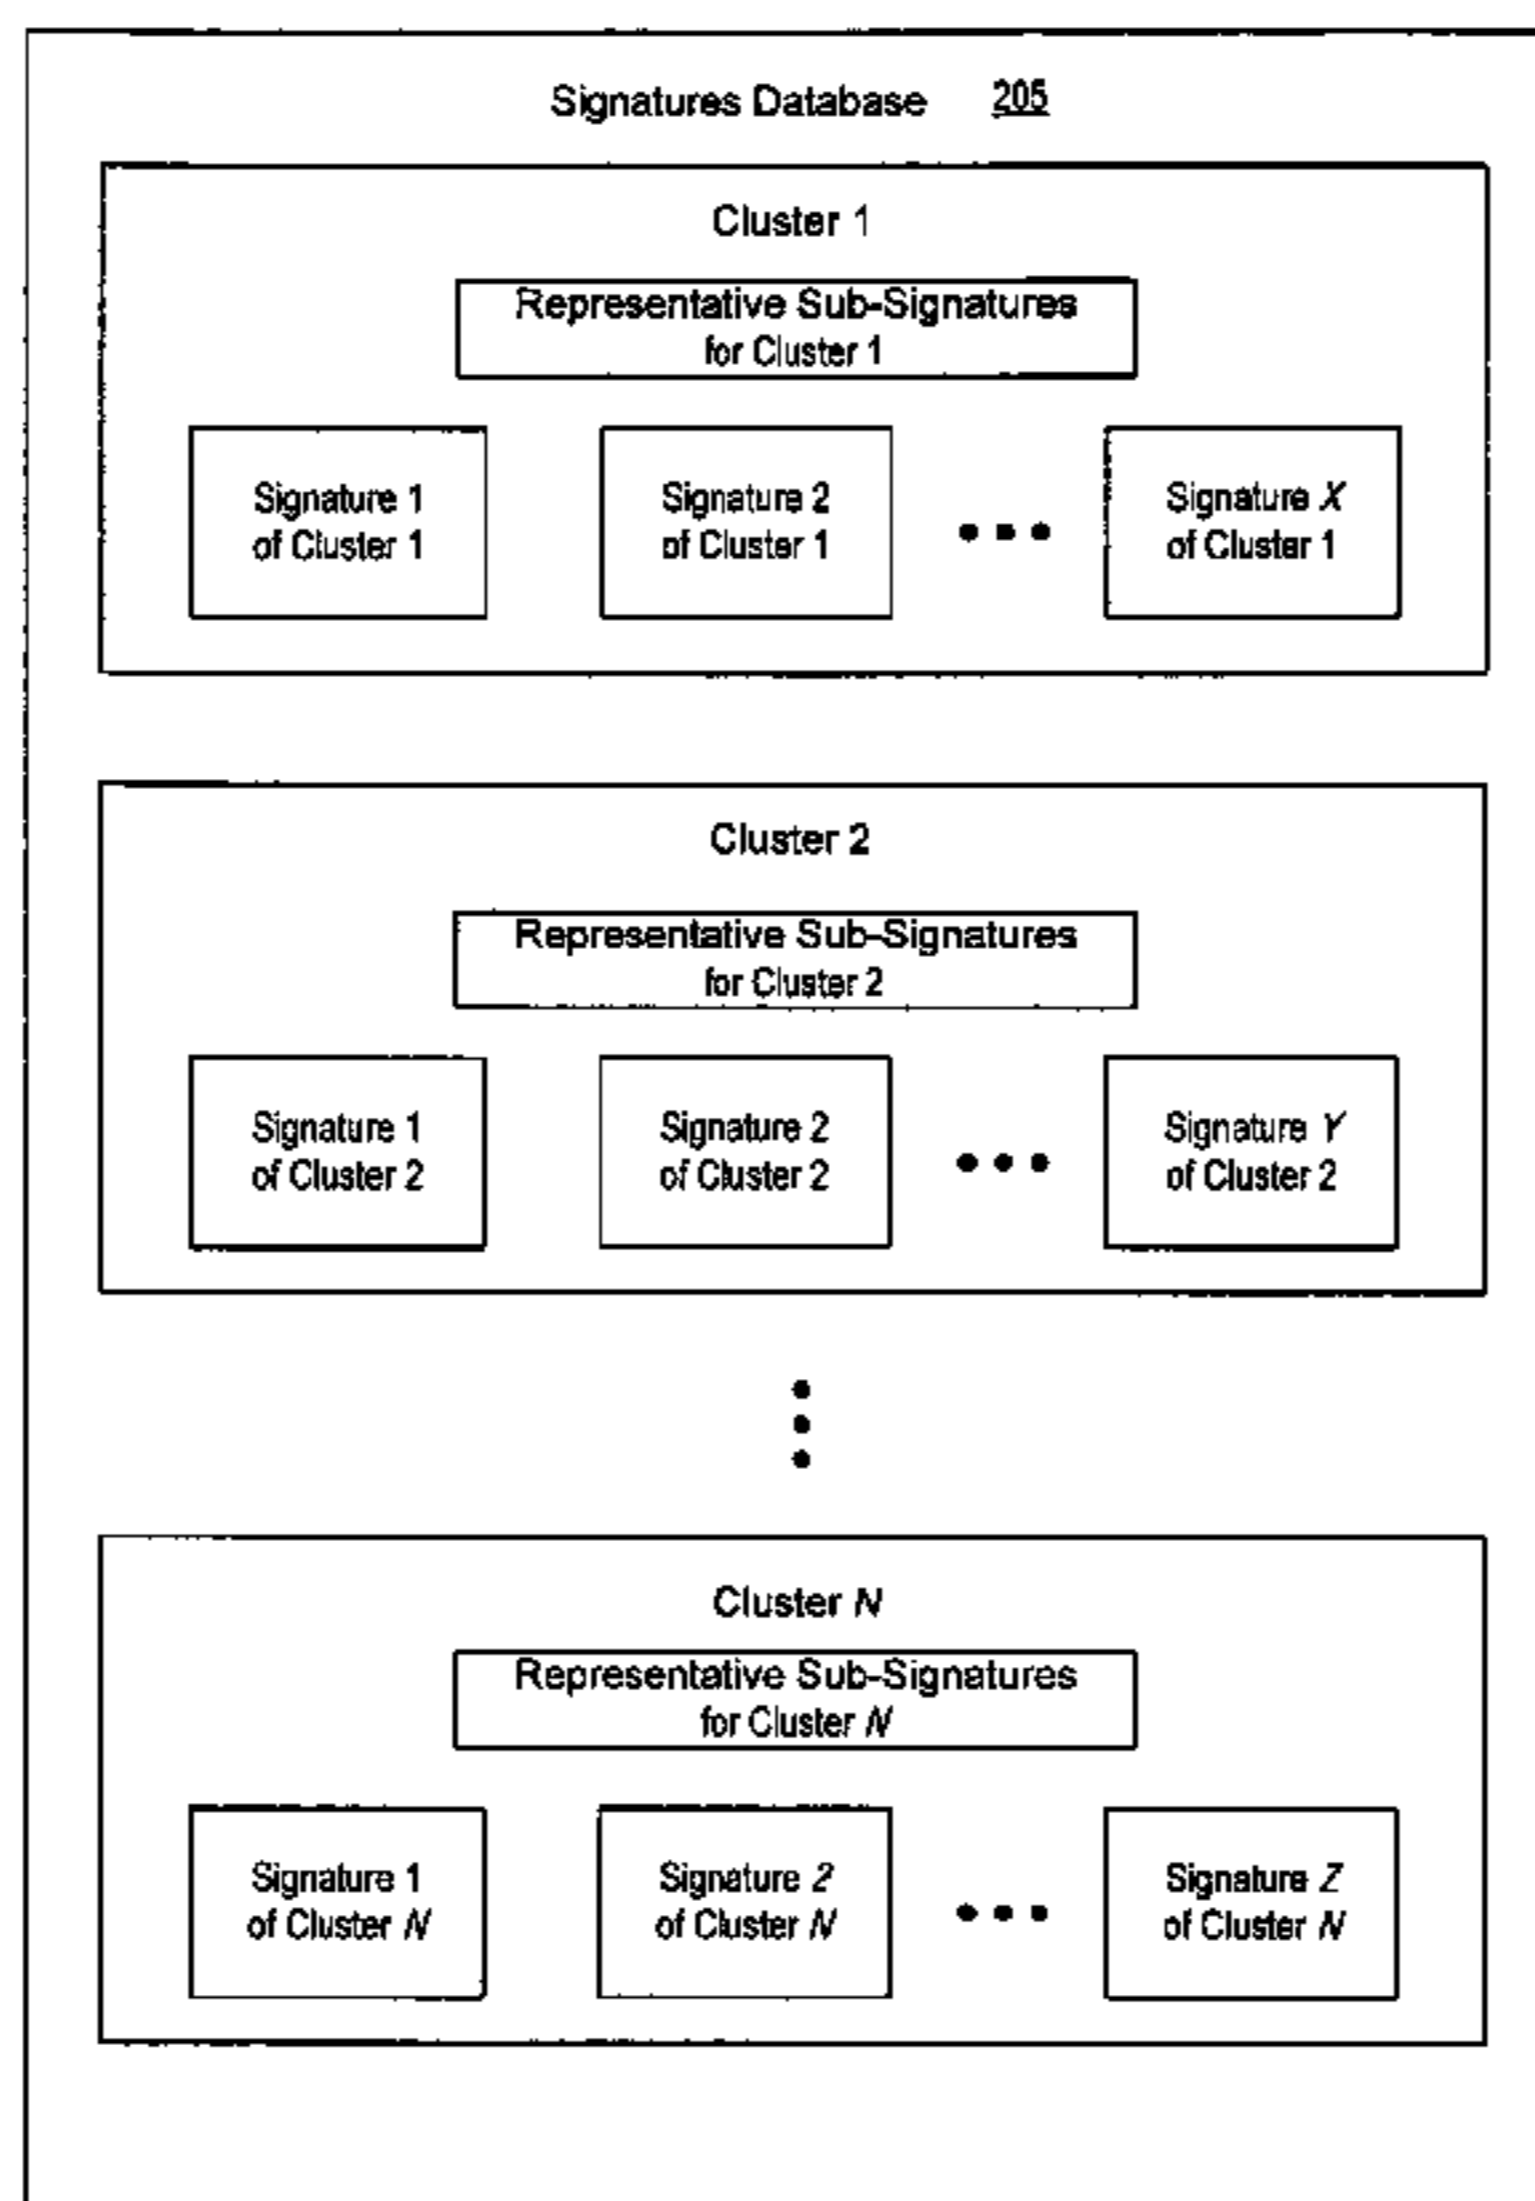 Signatures Database 205
Cluster 1
Representative Sub-Signatures
for Cluster 1
Signature 1
of Cluster 1
Signature 2
of Cluster 1
Signature X
of Cluster 1
Cluster 2
Representative Sub-Signatures
for Cluster 2
Signature 1
of Cluster 2
Signature 2
of Cluster 2
Signature Y
of Cluster 2
Cluster N
Representative Sub-Signatures
for Cluster N
Signature 1
of Cluster N
Signature 2
of Cluster N
Signature Z
of Cluster N